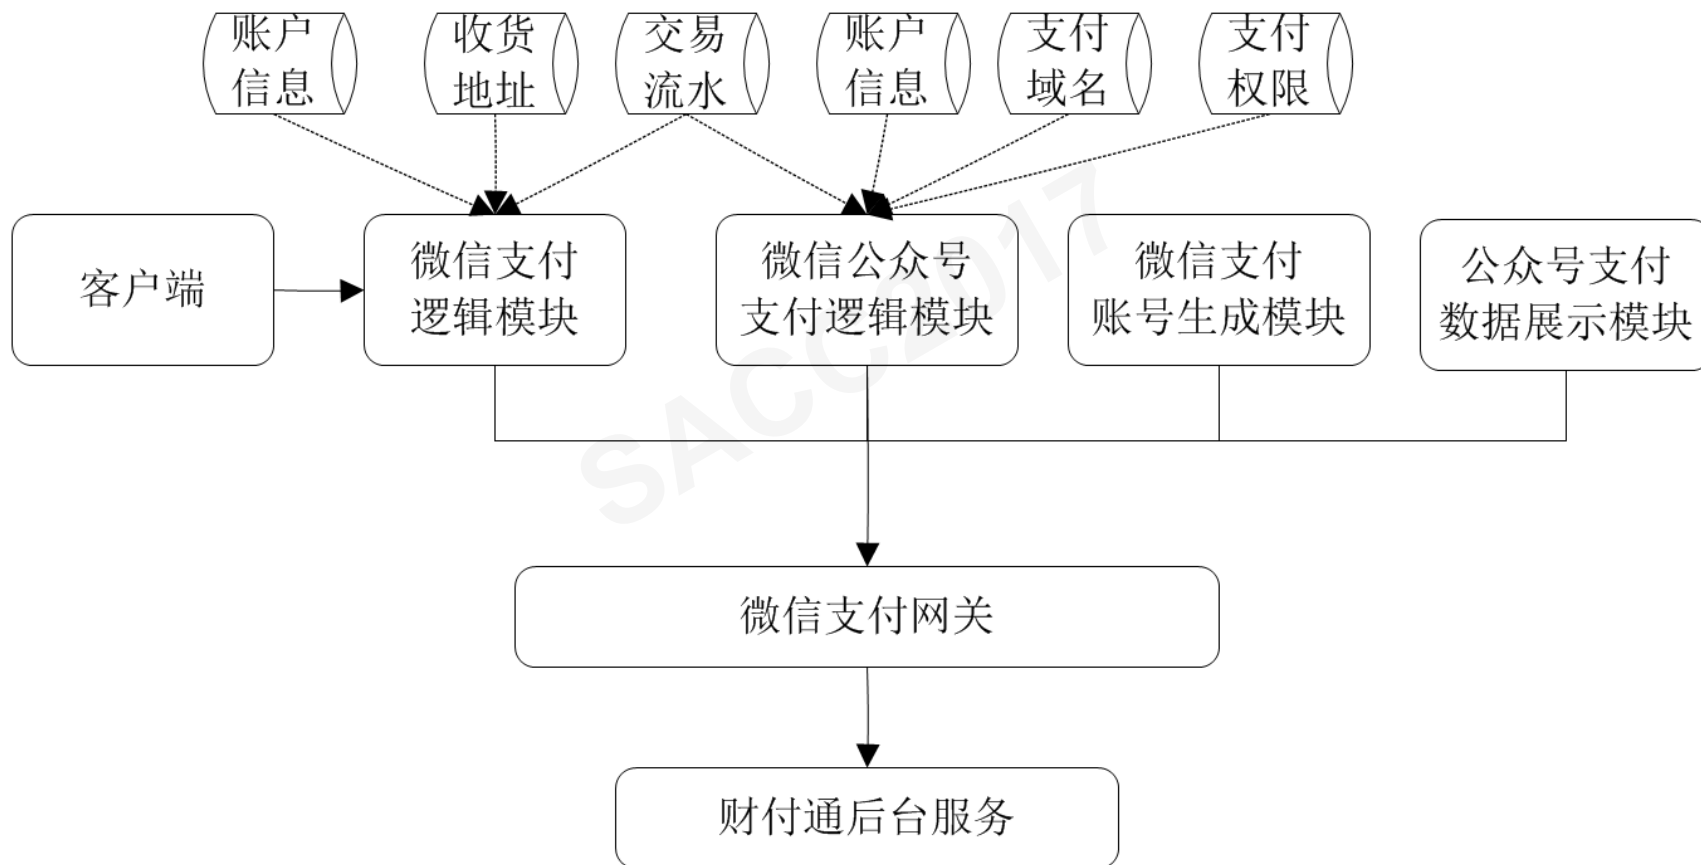 账户
信息
收货
地址
交易
流水
账户
信息
支付
域名
支付
权限
客户端
微信支付
逻辑模块
微信公众号
支付逻辑模块
微信支付
账号生成模块
公众号支付
数据展示模块
SACC2017
微信支付网关
财付通后台服务